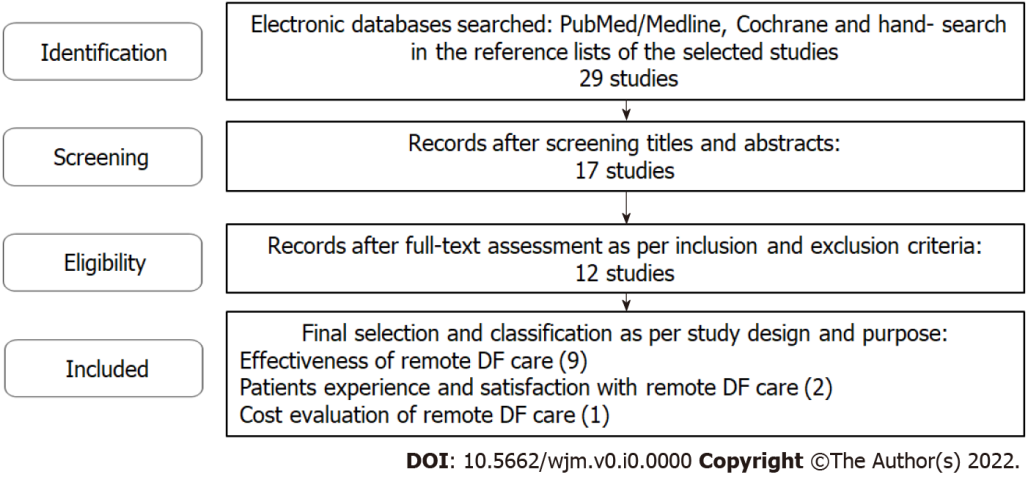 Identification
Electronic databases searched: PubMed/Medline, Cochrane and hand- search
in the reference lists of the selected studies
29 studies
Screening
Records after screening titles and abstracts:
17 studies
Eligibility
Records after full-text assessment as per inclusion and exclusion criteria:
12 studies
Included
Final selection and classification as per study design and purpose:
Effectiveness of remote DF care (9)
Patients experience and satisfaction with remote DF care (2)
Cost evaluation of remote DF care (1)
DOI: 10.5662/wjm.v0.i0.0000 Copyright ©The Author(s) 2022.